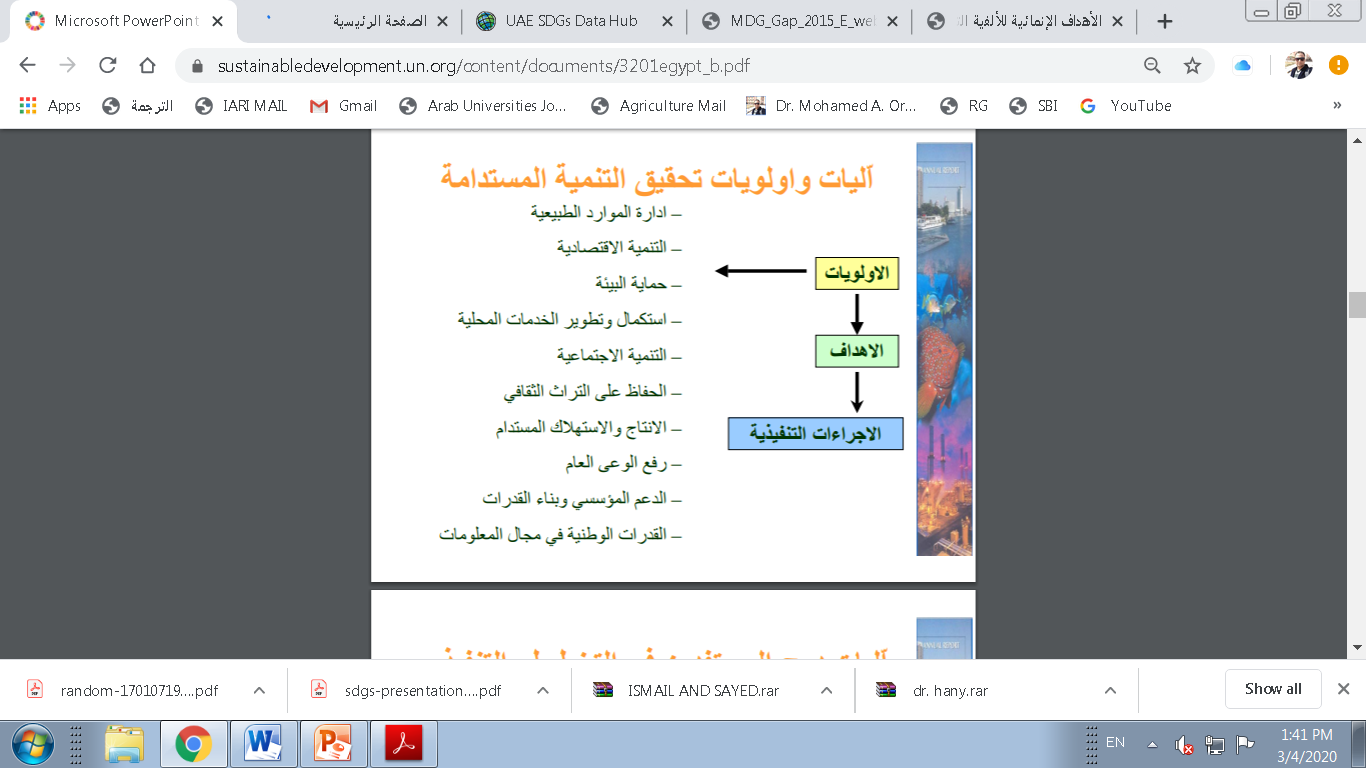 Microsoft PowerPoint
الصفحة الرئيسية
UAE SDGs Data Hub
MDG_Gap_2015_E_we
الأهداف الإنمائية للألفية
sustainabledevelopment.un.org/content/documents/3201egypt_b.pdf
Apps
الترجمة
IARI MAIL
Gmail
Arab Universities Jo...
Agriculture Mail
Dr. Mohamed A. Or...
RG
SBI
YouTube
»
آليات واولويات تحقيق التنمية المستدامة
– ادارة الموارد الطبيعية
– التنمية الاقتصادية
– حماية البيئة
– استكمال وتطوير الخدمات المحلية
– التنمية الاجتماعية
– الحفاظ على التراث الثقافي
– الانتاج والاستهلاك المستدام
– رفع الوعى العام
– الدعم المؤسسي وبناء القدرات
– القدرات الوطنية في مجال المعلومات
الاولويات
الاهداف
الاجراءات التنفيذية
random-17010719....pdf
sdgs-presentation....pdf
ISMAIL AND SAYED.rar
dr. hany.rar
Show all
EN
1:41 PM
3/4/2020